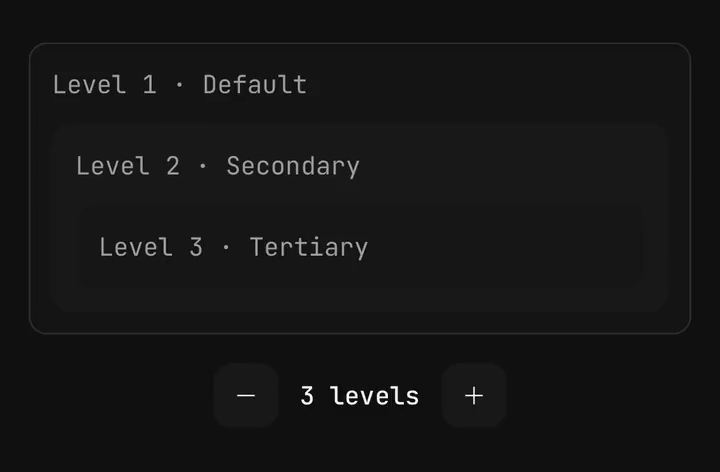 Level 1 · Default
Level 2 · Secondary
Level 3 · Tertiary
− 3 levels +